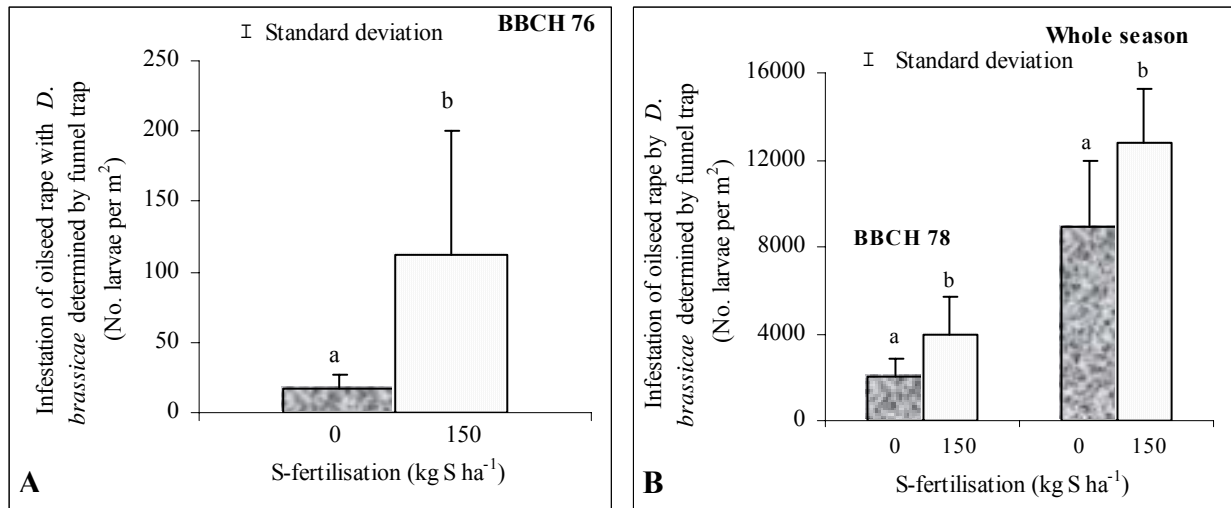 BBCH 76
Standard deviation
250
200
150
100
50
0
a
b
0
150
S-fertilisation (kg S ha⁻¹)
Infestation of oilseed rape with D.
brassicae determined by funnel trap
(No. larvae per m²)
A
Whole season
Standard deviation
16000
12000
8000
4000
0
BBCH 78
a
b
a
b
0
150
0
150
S-fertilisation (kg S ha⁻¹)
Infestation of oilseed rape by D.
brassicae determined by funnel trap
(No. larvae per m²)
B